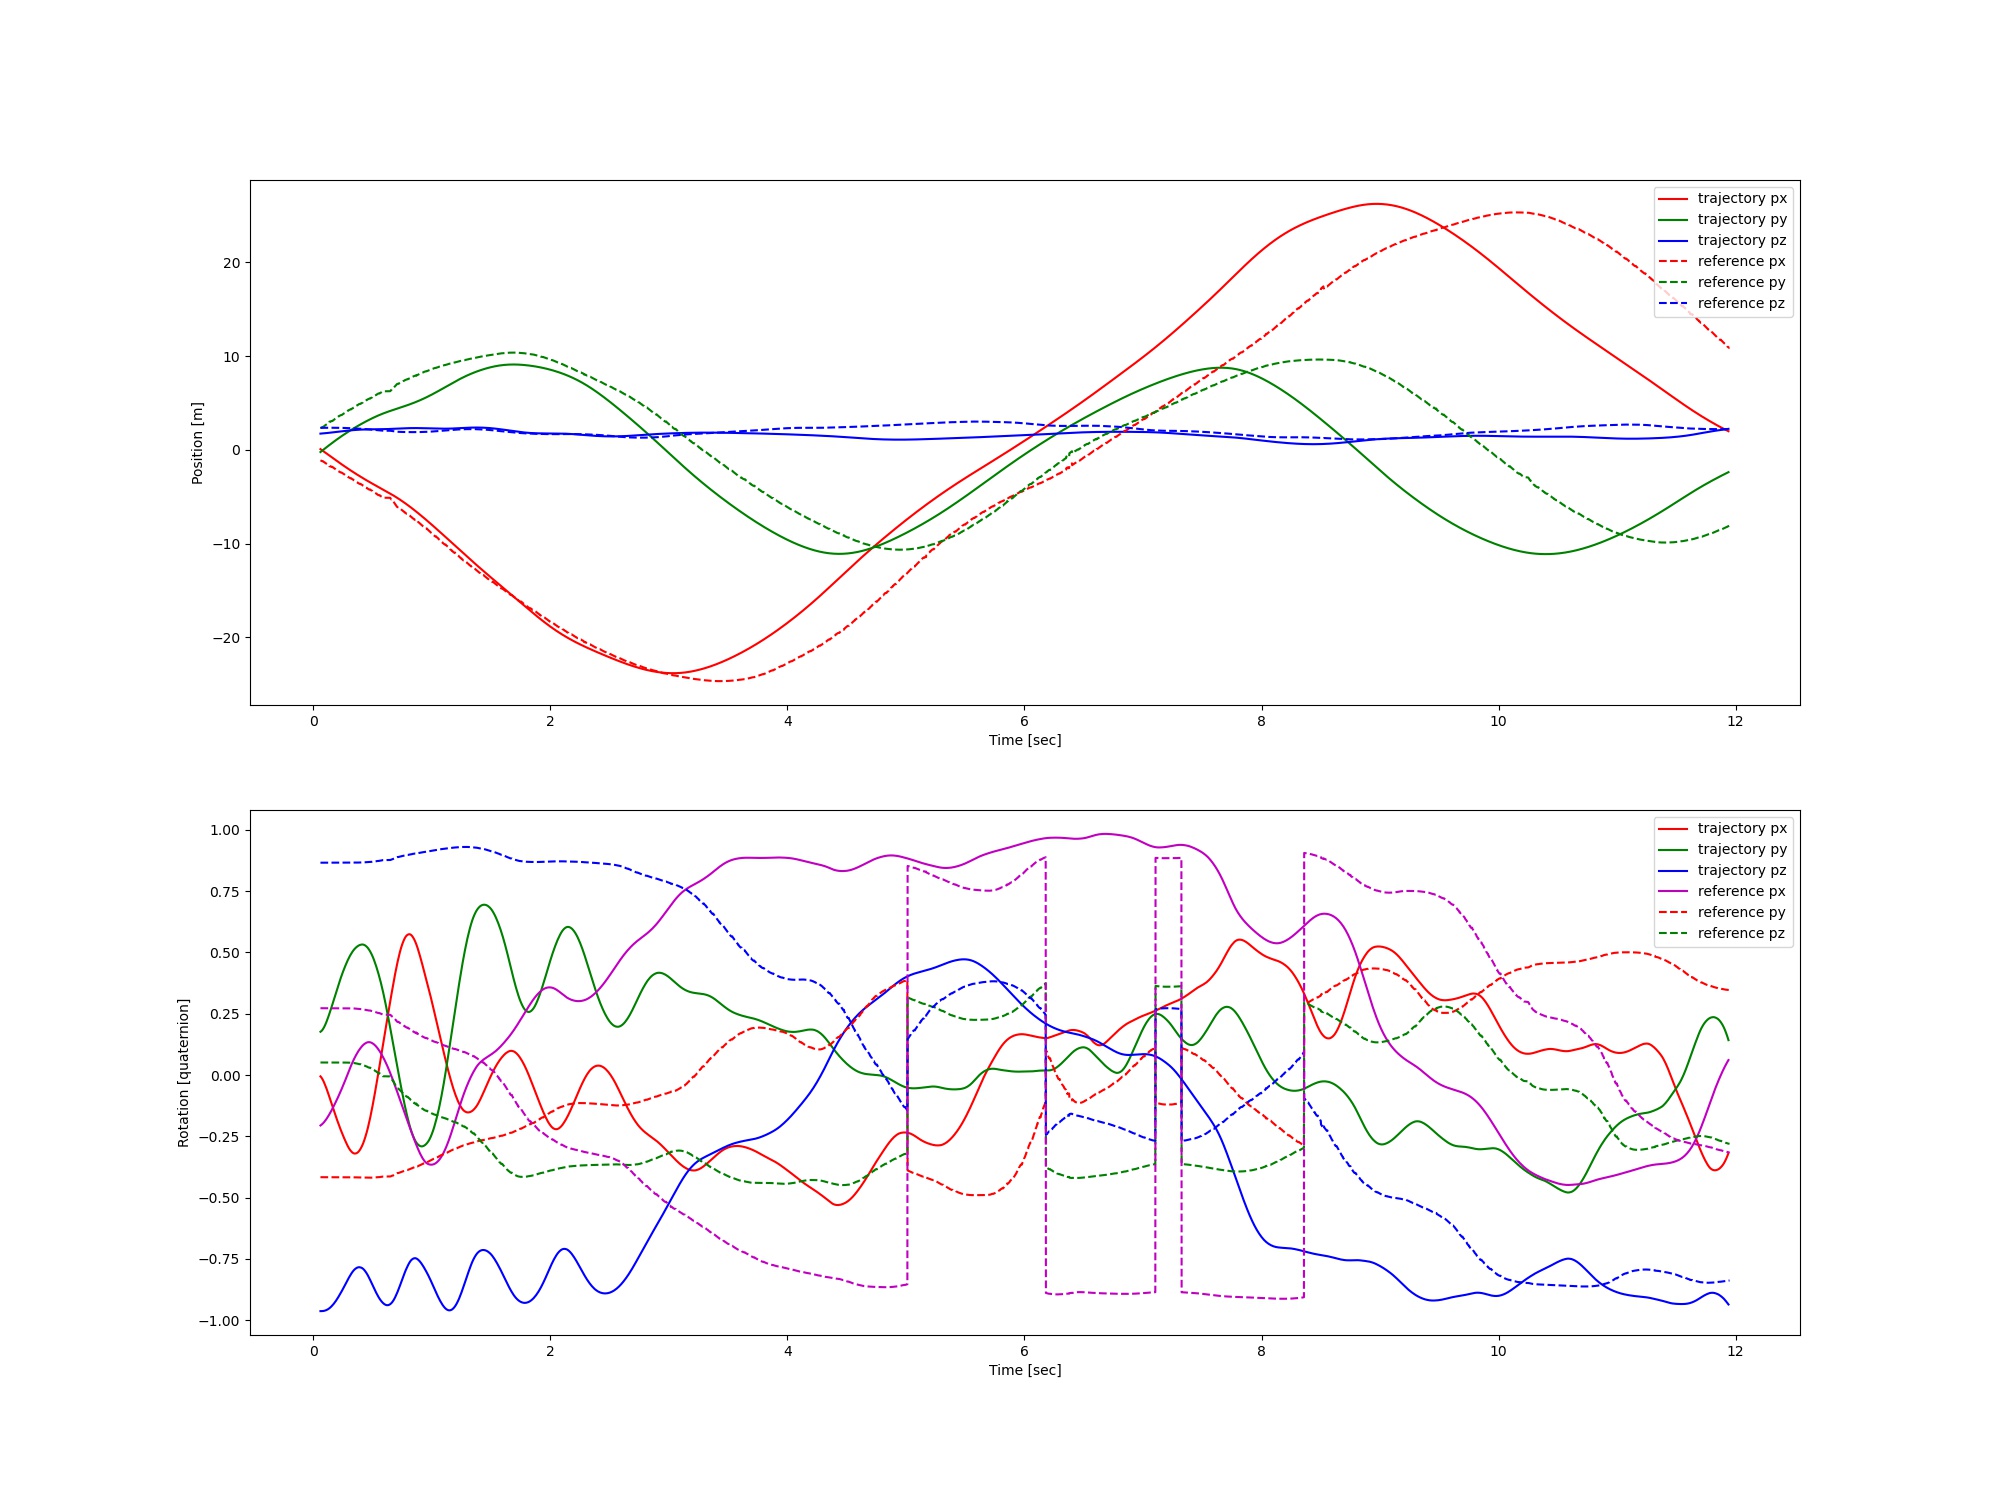 trajectory px
trajectory py
trajectory pz
reference px
reference py
reference pz
Position [m]
20
10
0
−10
−20
0 2 4 6 8 10 12
Time [sec]
trajectory px
trajectory py
trajectory pz
reference px
reference py
reference pz
Rotation [quaternion]
1.00
0.75
0.50
0.25
0.00
−0.25
−0.50
−0.75
−1.00
0 2 4 6 8 10 12
Time [sec]